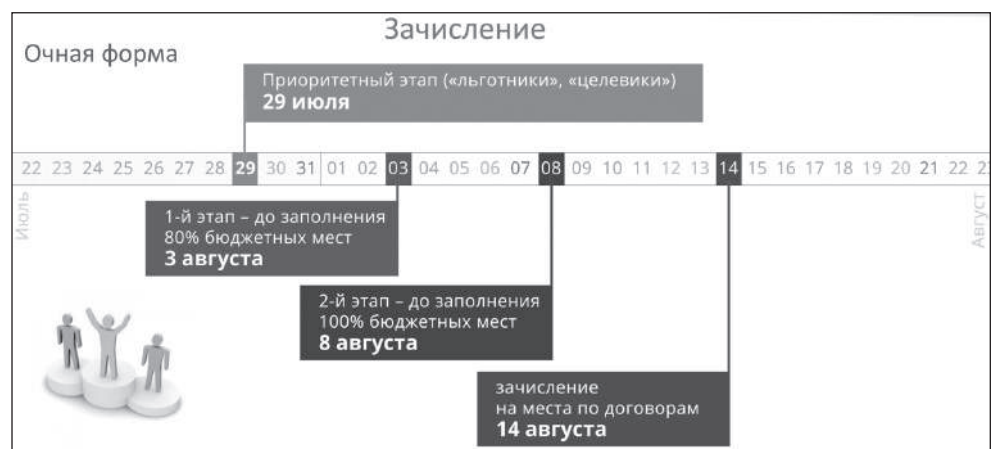 Зачисление
Очная форма
Приоритетный этап («льготники», «целевики»)
29 июля
22 23 24 25 26 27 28 29 30 31 01 02 03 04 05 06 07 08 09 10 11 12 13 14 15 16 17 18 19 20 21 22
Июль
Август
1-й этап – до заполнения
80% бюджетных мест
3 августа
2-й этап – до заполнения
100% бюджетных мест
8 августа
зачисление
на места по договорам
14 августа